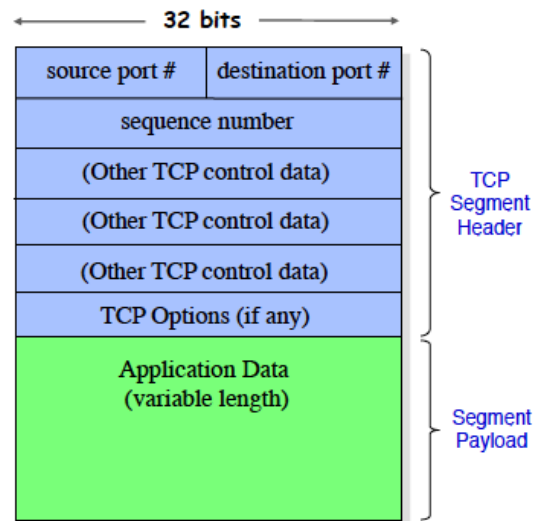 32 bits
source port # destination port #
sequence number
(Other TCP control data)
(Other TCP control data)
(Other TCP control data)
TCP Options (if any)
TCP
Segment
Header
Application Data
(variable length)
Segment
Payload